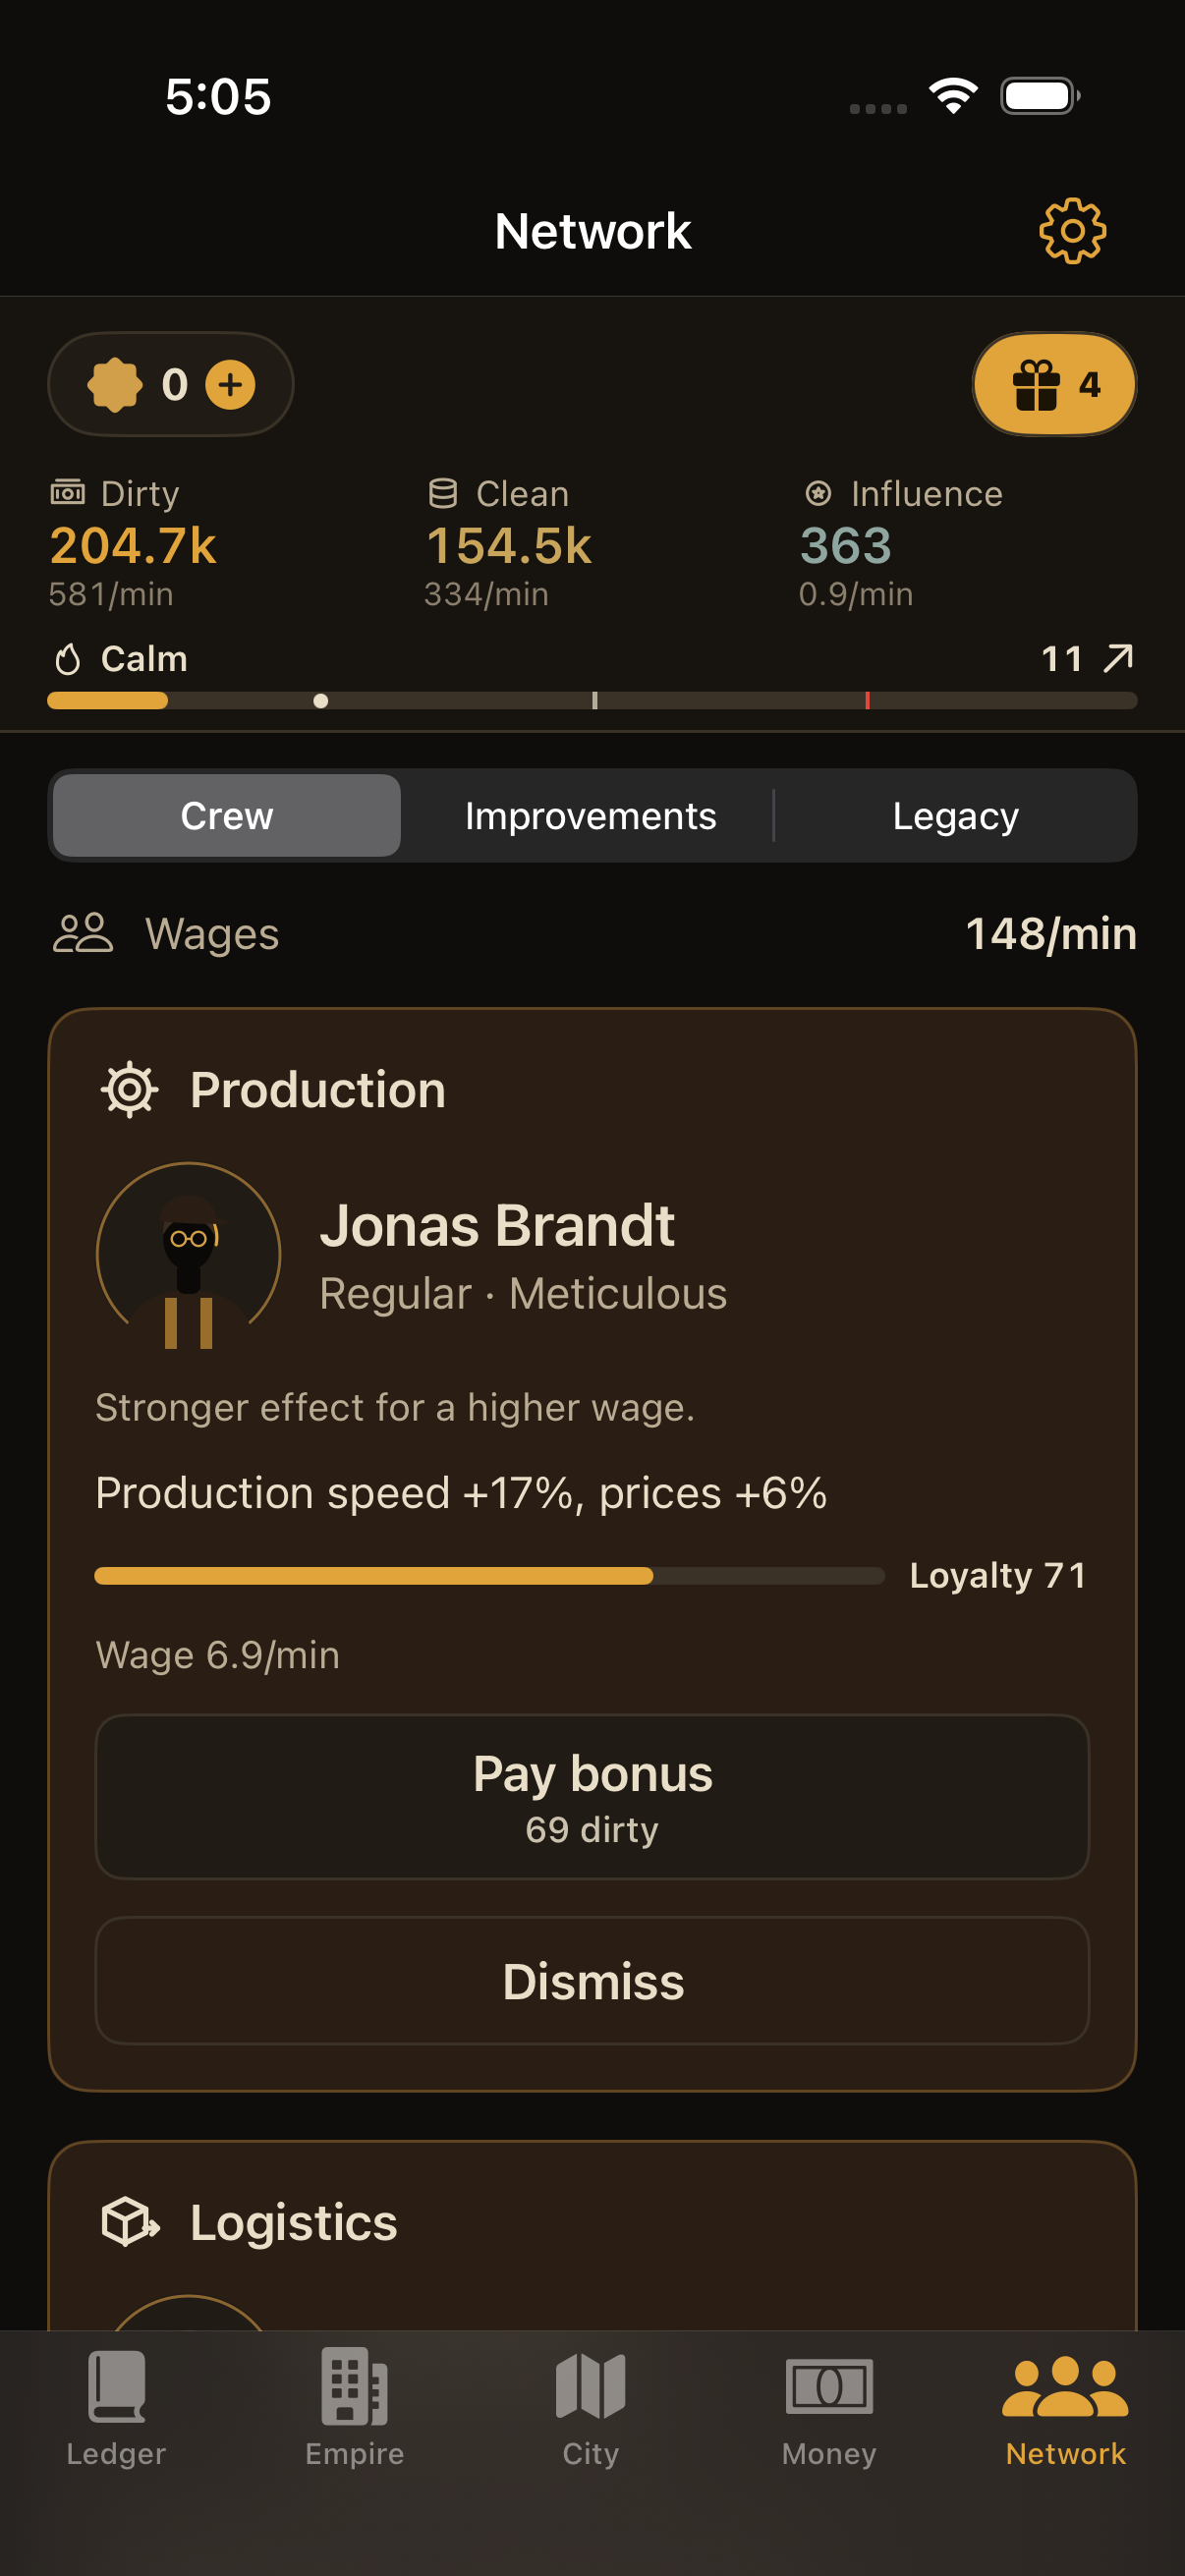 5:05
Network
0
4
Dirty
Clean
Influence
204.7k
154.5k
363
581/min
334/min
0.9/min
Calm
11
Crew
Improvements
Legacy
Wages
148/min
Production
Jonas Brandt
Regular · Meticulous
Stronger effect for a higher wage.
Production speed +17%, prices +6%
Loyalty 71
Wage 6.9/min
Pay bonus
69 dirty
Dismiss
Logistics
Ledger
Empire
City
Money
Network